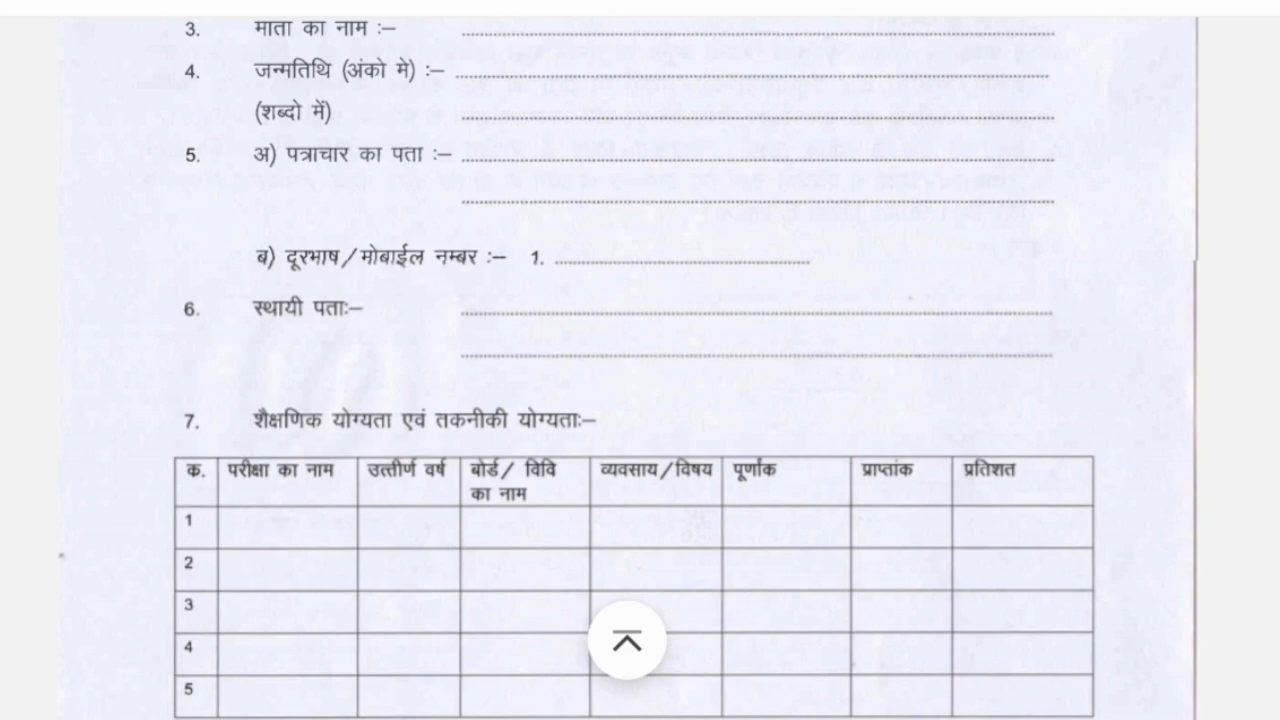 3. माता का नाम :–
4. जन्मतिथि (अंको मे) :–
(शब्दो में)
5. अ) पत्राचार का पता :–
ब) दूरभाष/मोबाईल नम्बर :– 1.
6. स्थायी पताः–
7. शैक्षणिक योग्यता एवं तकनीकी योग्यताः–
क. परीक्षा का नाम उत्तीर्ण वर्ष बोर्ड/ विवि का नाम व्यवसाय/विषय पूर्णांक प्राप्तांक प्रतिशत
1
2
3
4
5